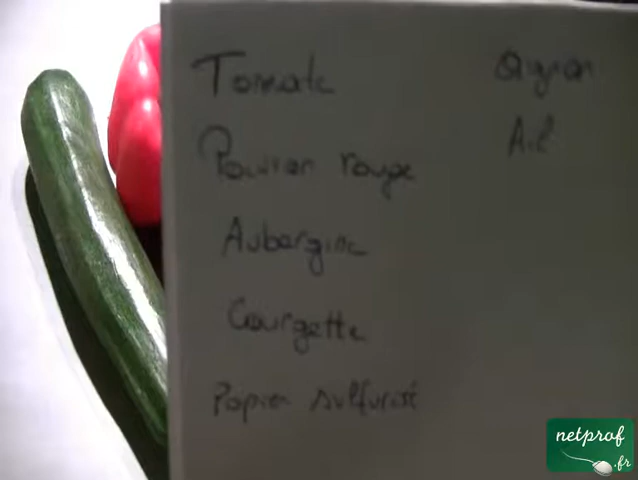 Tomate
Poivron rouge
Aubergine
Courgette
Papier sulfurisé
Oignon
Ail
netprof
.fr